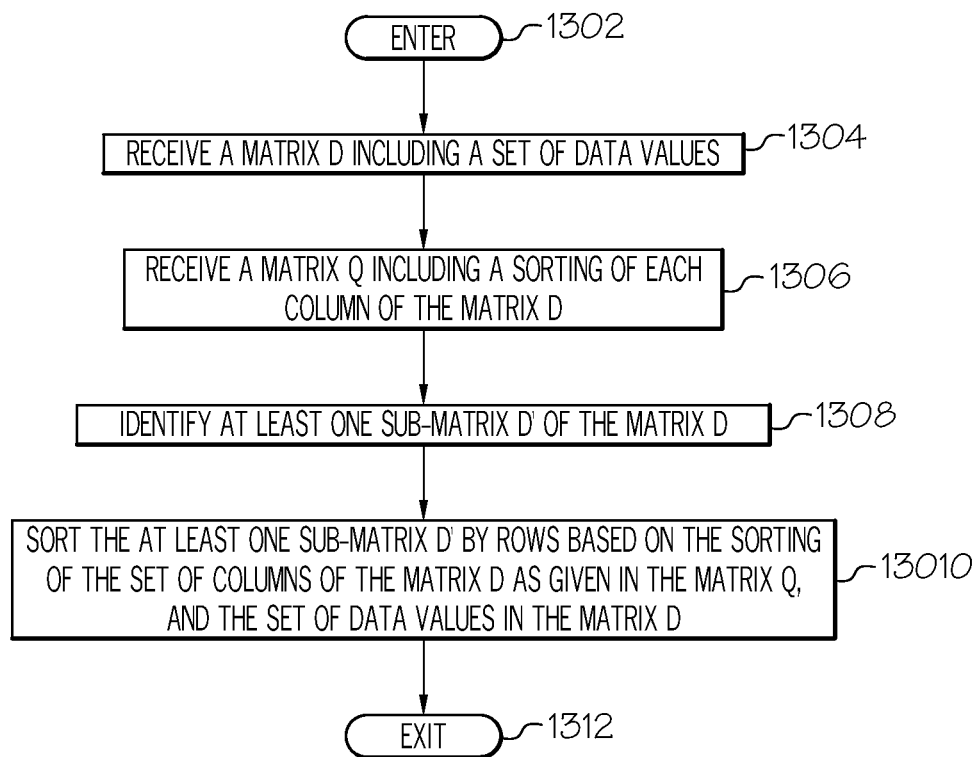 ENTER
1302
RECEIVE A MATRIX D INCLUDING A SET OF DATA VALUES
1304
RECEIVE A MATRIX Q INCLUDING A SORTING OF EACH
COLUMN OF THE MATRIX D
1306
IDENTIFY AT LEAST ONE SUB-MATRIX D' OF THE MATRIX D
1308
SORT THE AT LEAST ONE SUB-MATRIX D' BY ROWS BASED ON THE SORTING
OF THE SET OF COLUMNS OF THE MATRIX D AS GIVEN IN THE MATRIX Q,
AND THE SET OF DATA VALUES IN THE MATRIX D
13010
EXIT
1312